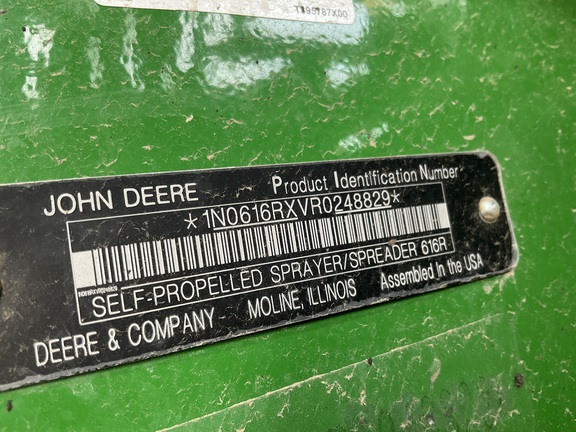 T195787X00
JOHN DEERE
Product Identification Number
*1N0616RXVR0248829*
SELF-PROPELLED SPRAYER/SPREADER 616R
DEERE & COMPANY MOLINE, ILLINOIS Assembled in the USA